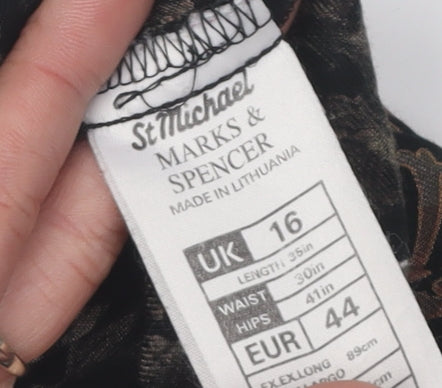 St Michael
MARKS &
SPENCER
MADE IN LITHUANIA
UK 16
LENGTH 35in
WAIST 30in
HIPS 41in
EUR 44
89cm